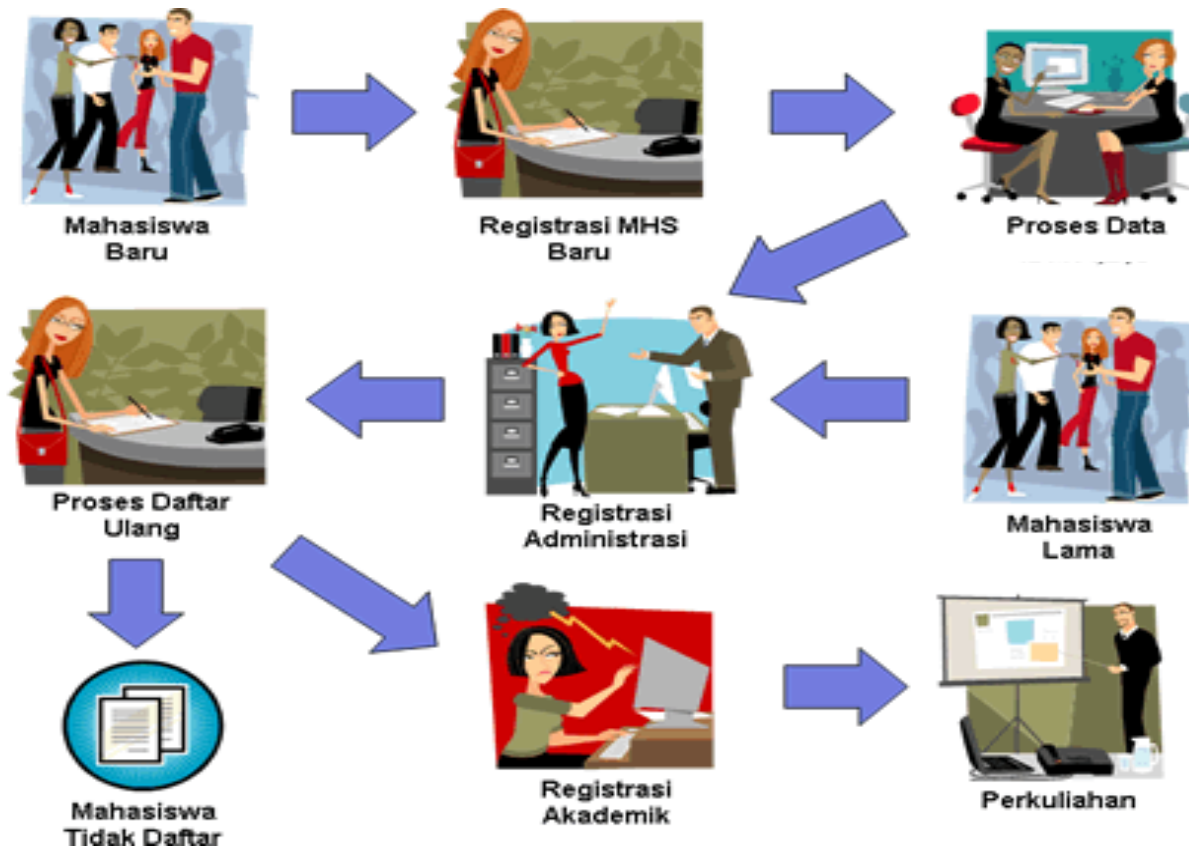 Mahasiswa
Baru
Registrasi MHS
Baru
Proses Data
Proses Daftar
Ulang
Registrasi
Administrasi
Mahasiswa
Lama
Mahasiswa
Tidak Daftar
Registrasi
Akademik
Perkuliahan